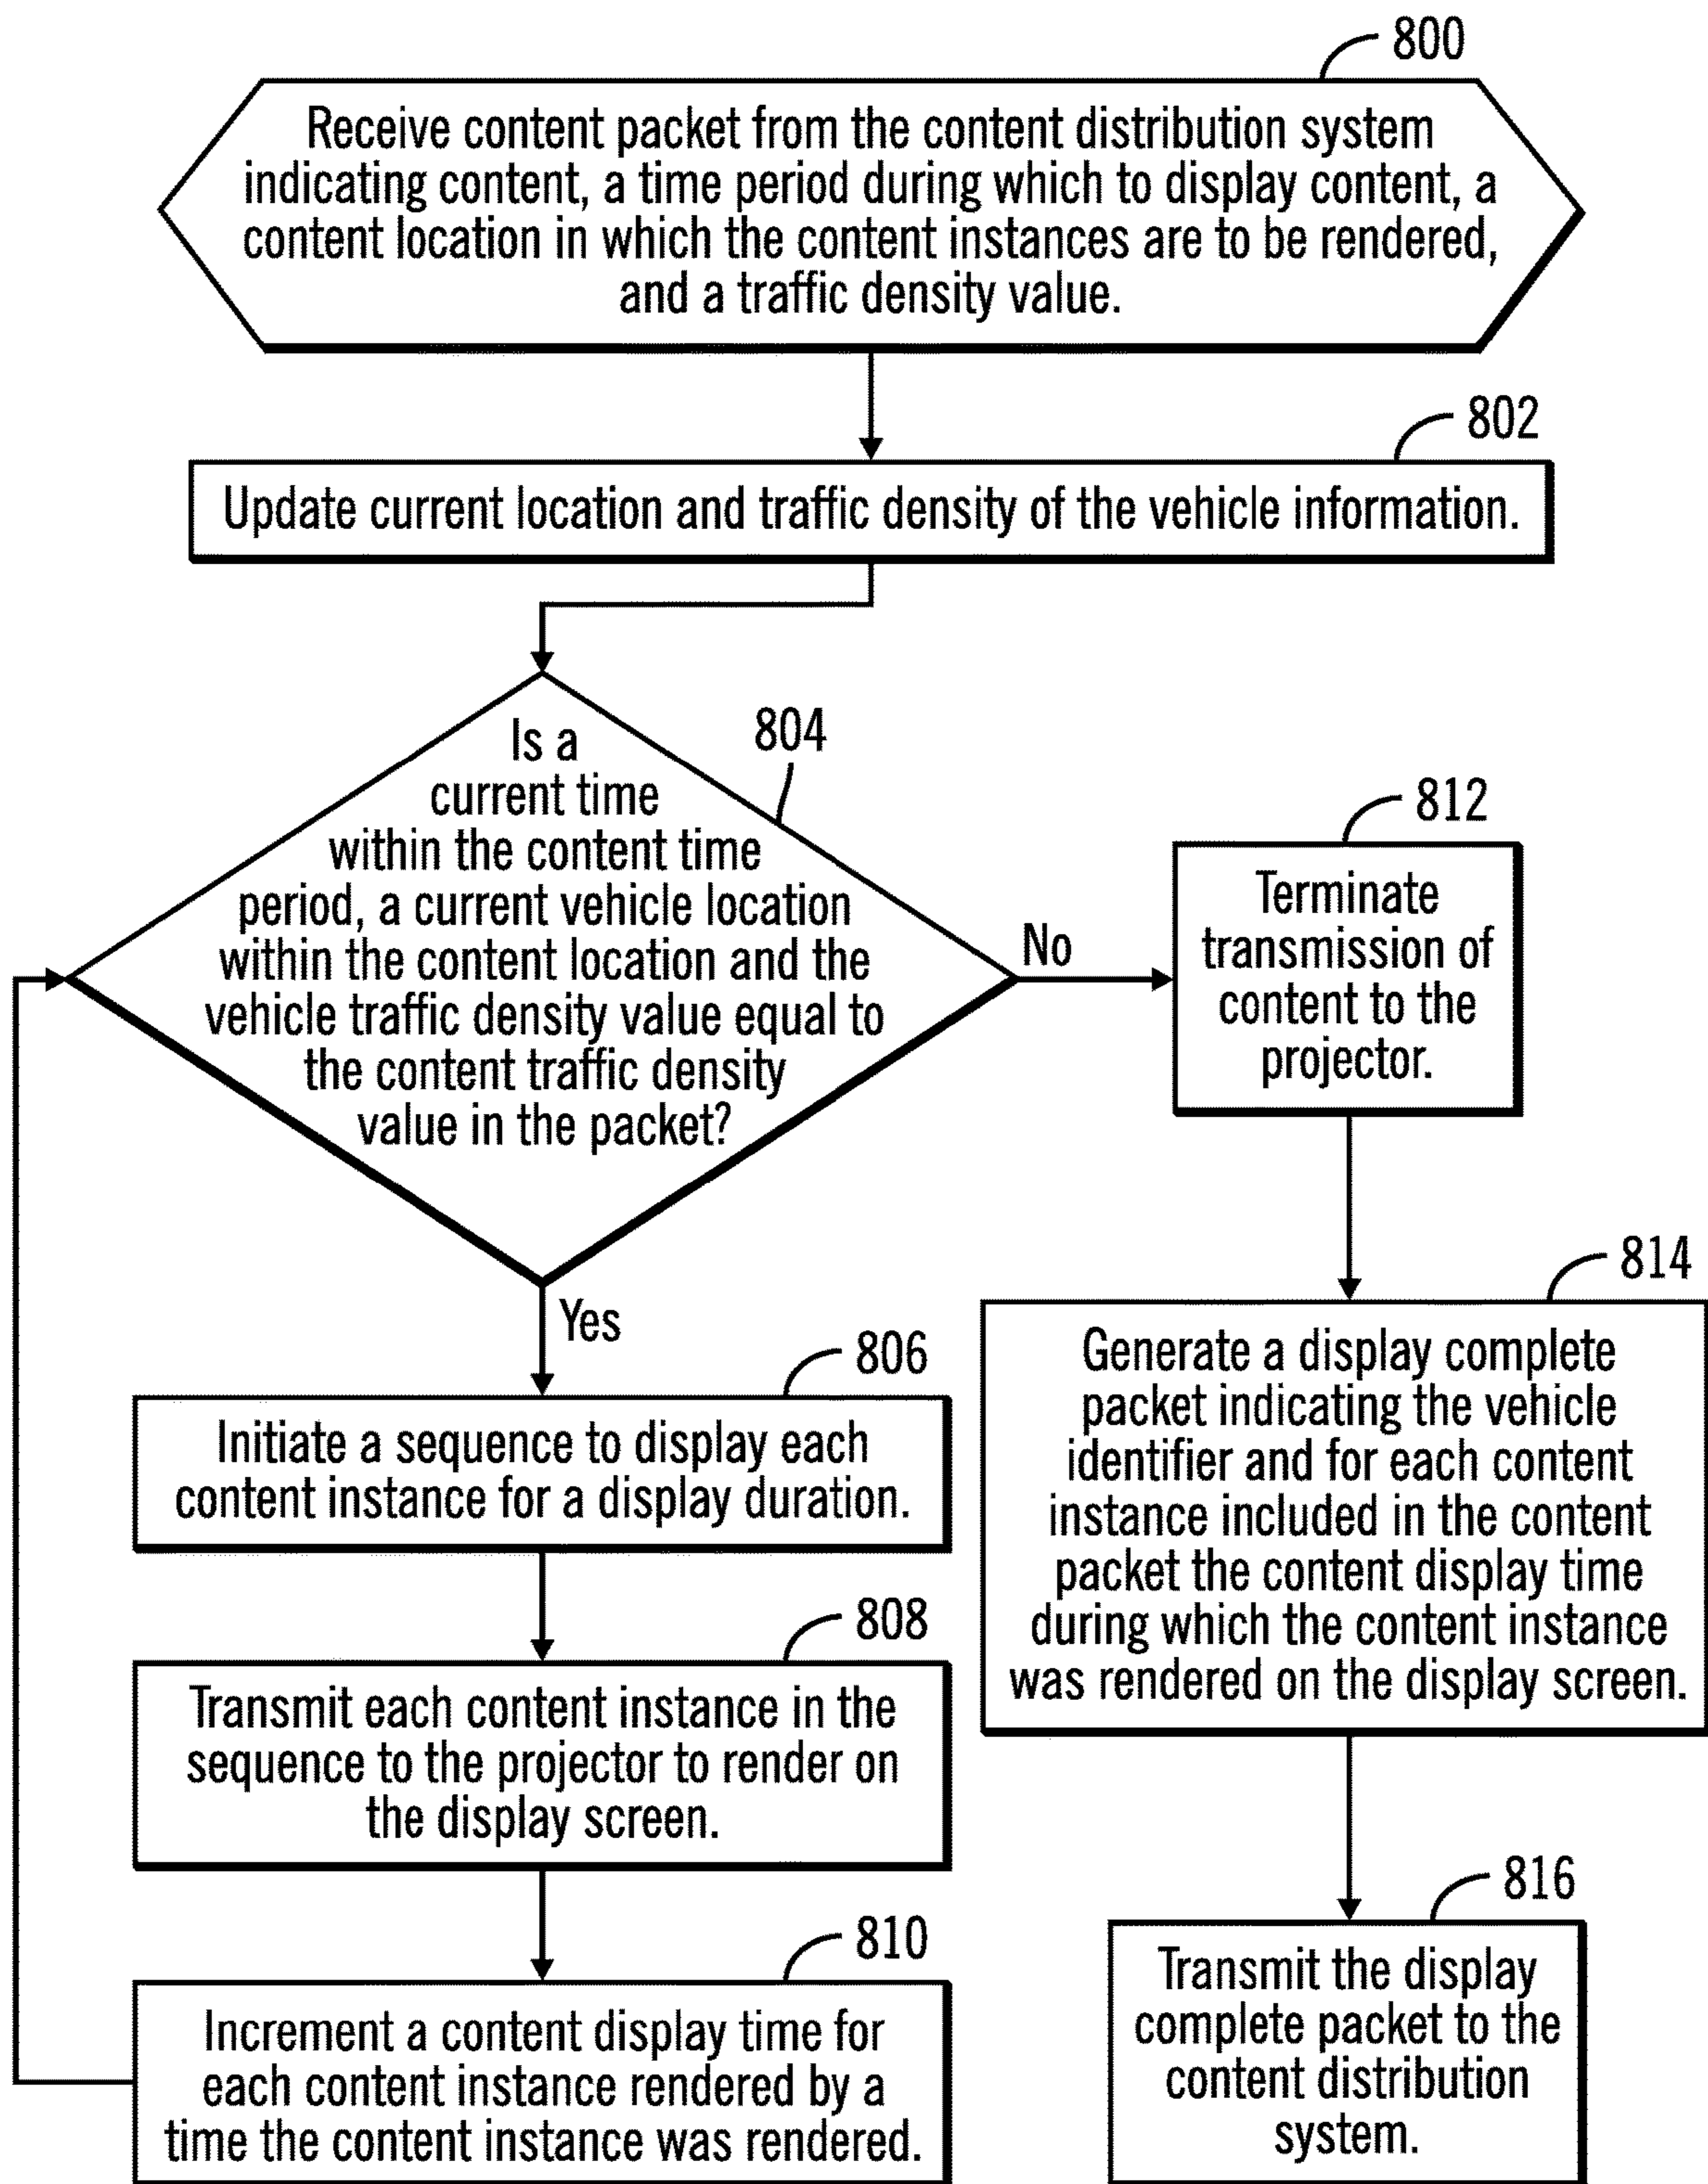 800
Receive content packet from the content distribution system
indicating content, a time period during which to display content, a
content location in which the content instances are to be rendered,
and a traffic density value.
802
Update current location and traffic density of the vehicle information.
804
Is a
current time
within the content time
period, a current vehicle location
within the content location and the
vehicle traffic density value equal to
the content traffic density
value in the packet?
No
Yes
812
Terminate
transmission of
content to the
projector.
806
Initiate a sequence to display each
content instance for a display duration.
808
Transmit each content instance in the
sequence to the projector to render on
the display screen.
810
Increment a content display time for
each content instance rendered by a
time the content instance was rendered.
814
Generate a display complete
packet indicating the vehicle
identifier and for each content
instance included in the content
packet the content display time
during which the content instance
was rendered on the display screen.
816
Transmit the display
complete packet to the
content distribution
system.